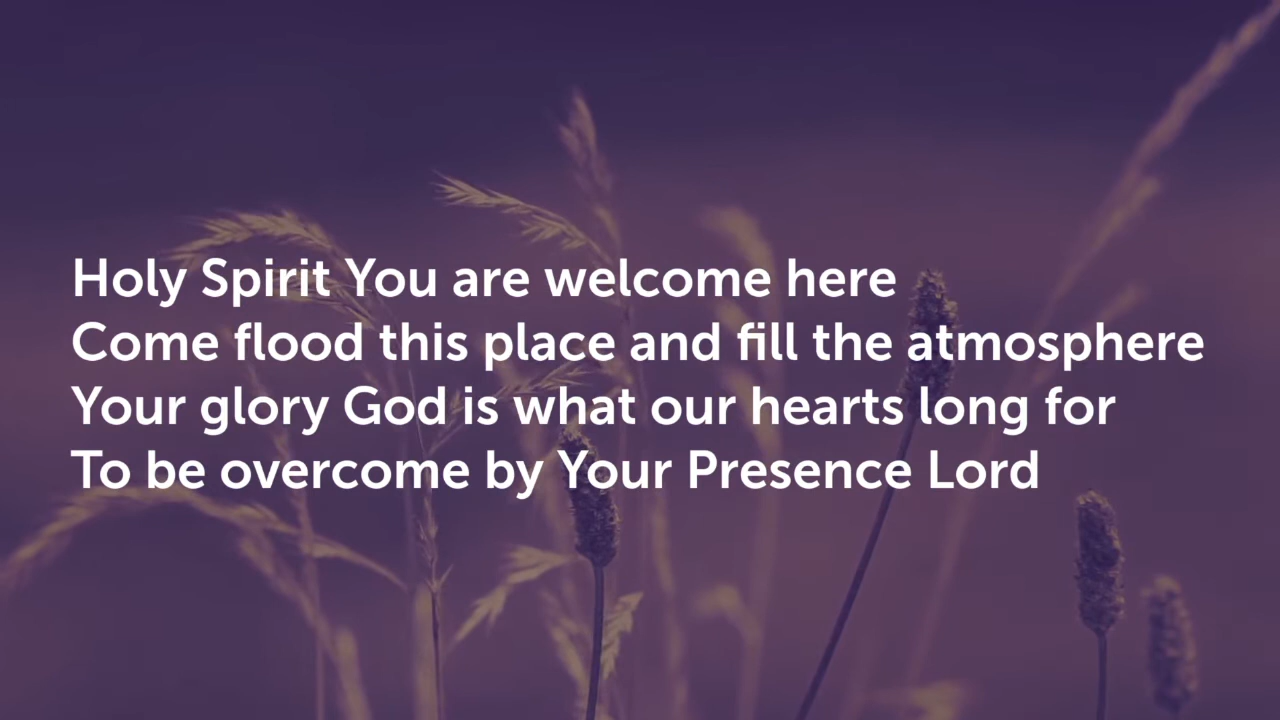 Holy Spirit You are welcome here
Come flood this place and fill the atmosphere
Your glory God is what our hearts long for
To be overcome by Your Presence Lord